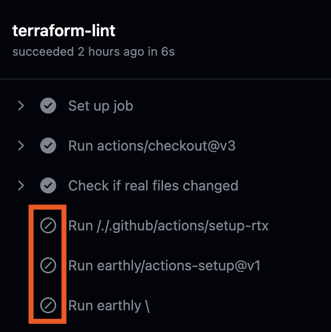 terraform-lint
succeeded 2 hours ago in 6s
Set up job
Run actions/checkout@v3
Check if real files changed
Run /./.github/actions/setup-rtx
Run earthly/actions-setup@v1
Run earthly \